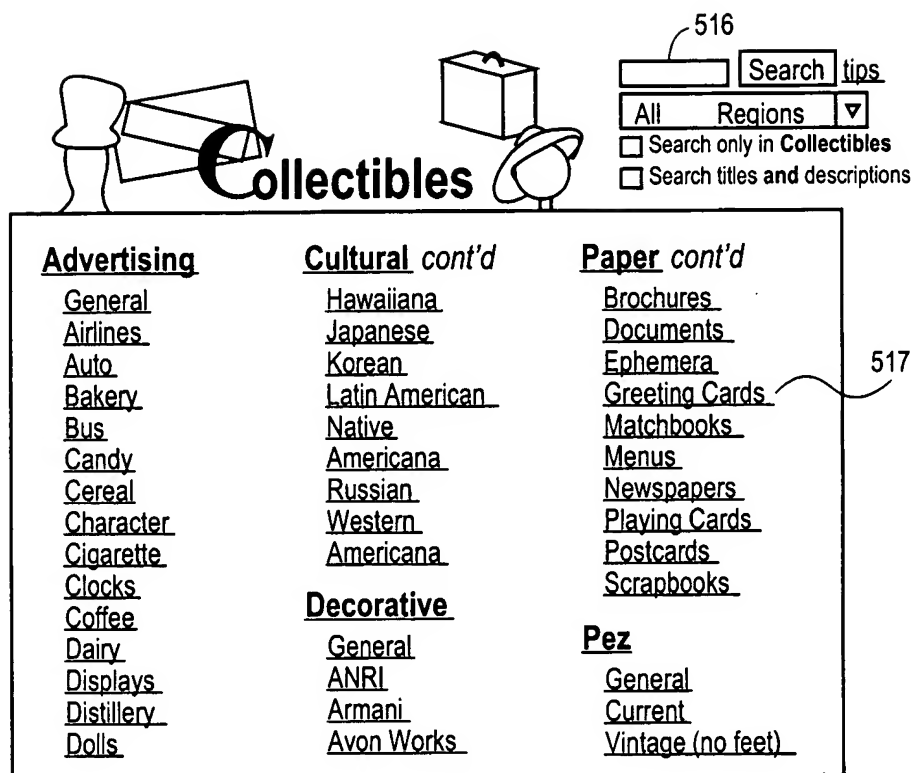 516
Search tips
All Regions
Search only in Collectibles
Search titles and descriptions
Collectibles
Advertising
General
Airlines
Auto
Bakery
Bus
Candy
Cereal
Character
Cigarette
Clocks
Coffee
Dairy
Displays
Distillery
Dolls
Cultural cont'd
Hawaiiana
Japanese
Korean
Latin American
Native
Americana
Russian
Western
Americana
Decorative
General
ANRI
Armani
Avon Works
Paper cont'd
Brochures
Documents
Ephemera
Greeting Cards
Matchbooks
Menus
Newspapers
Playing Cards
Postcards
Scrapbooks
Pez
General
Current
Vintage (no feet)
517